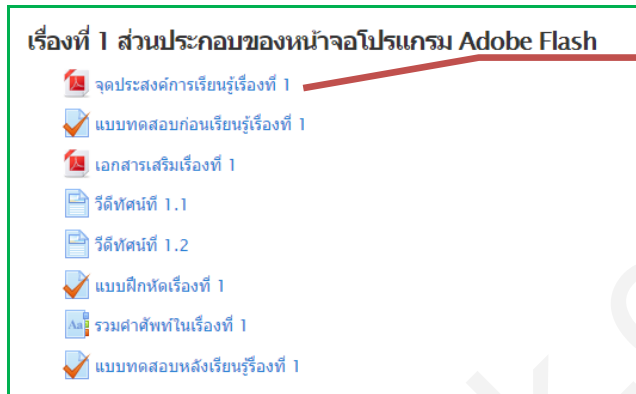 เรื่องที่ 1 ส่วนประกอบของหน้าจอโปรแกรม Adobe Flash
จุดประสงค์การเรียนรู้เรื่องที่ 1
แบบทดสอบก่อนเรียนรู้เรื่องที่ 1
เอกสารเสริมเรื่องที่ 1
วีดีทัศน์ที่ 1.1
วีดีทัศน์ที่ 1.2
แบบฝึกหัดเรื่องที่ 1
Aa รวมคำศัพท์ในเรื่องที่ 1
แบบทดสอบหลังเรียนรู้รื่องที่ 1